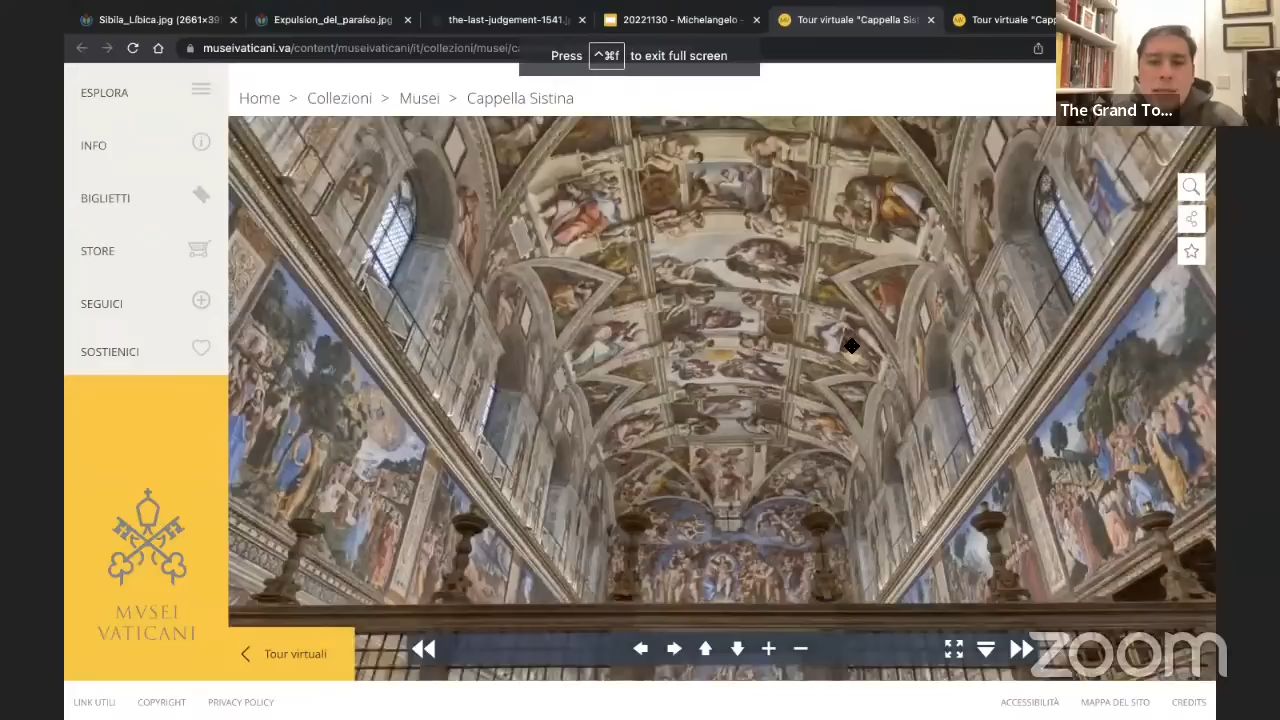 Sibila_Líbica.jpg (2661×39
Expulsion_del_paraíso.jpg
the-last-judgement-1541.j
20221130 - Michelangelo -
Tour virtuale "Cappella Sis
Tour virtuale "Capp
museivaticani.va/content/museivaticani/it/collezioni/musei/c
Press ^⌘f to exit full screen
The Grand To...
Home > Collezioni > Musei > Cappella Sistina
ESPLORA
INFO
BIGLIETTI
STORE
SEGUICI
SOSTIENICI
MVSEI
VATICANI
Tour virtuali
zoom
LINK UTILI
COPYRIGHT
PRIVACY POLICY
ACCESSIBILITÀ
MAPPA DEL SITO
CREDITS